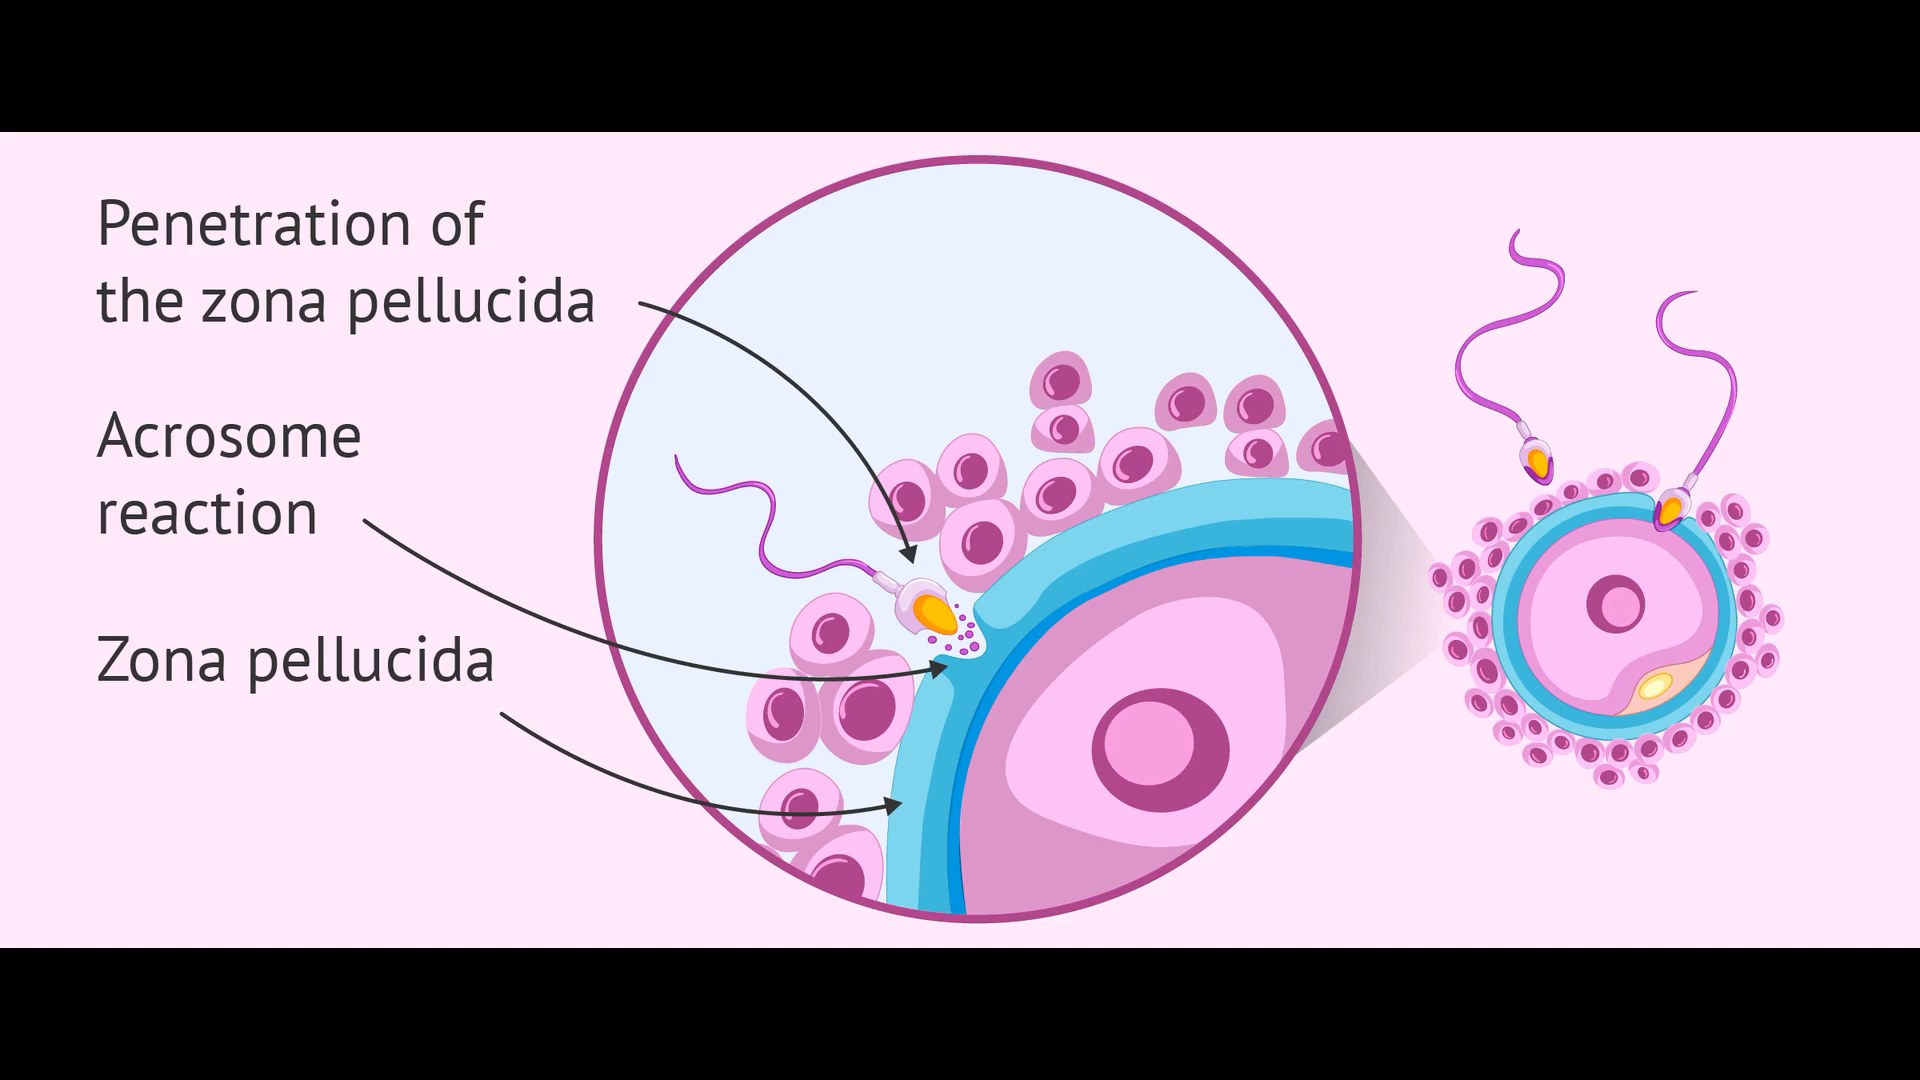 Penetration of
the zona pellucida
Acrosome
reaction
Zona pellucida